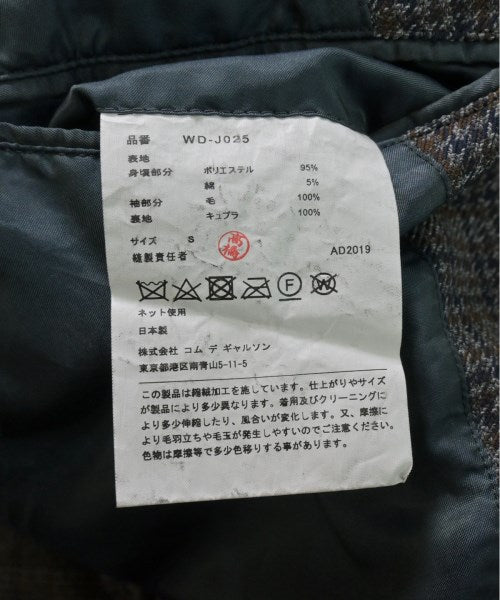 品番 WD-J025
表地
身頃部分 ポリエステル 95%
綿 5%
袖部分 毛 100%
裏地 キュプラ 100%
サイズ S
縫製責任者 高橋 AD2019
F W
ネット使用
日本製
株式会社 コム デ ギャルソン
東京都港区南青山5-11-5
この製品は縮絨加工を施しています。仕上がりやサイズ
が製品により多少異なります。着用及びクリーニングに
より多少伸縮したり、風合いが変化します。又、摩擦に
より毛羽立ちや毛玉が発生しやすいのでご注意ください。
色物は摩擦等で多少色移りする事があります。